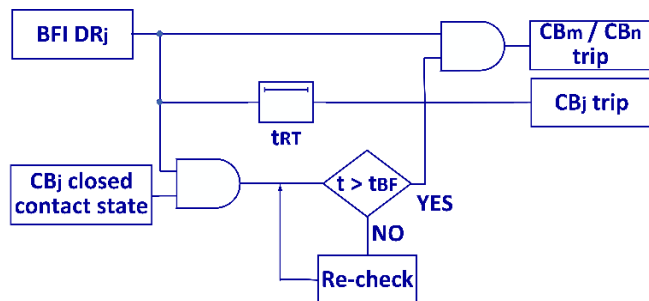 BFI DRj
CBm / CBn
trip
CBj trip
tRT
CBj closed
contact state
t > tBF
YES
NO
Re-check